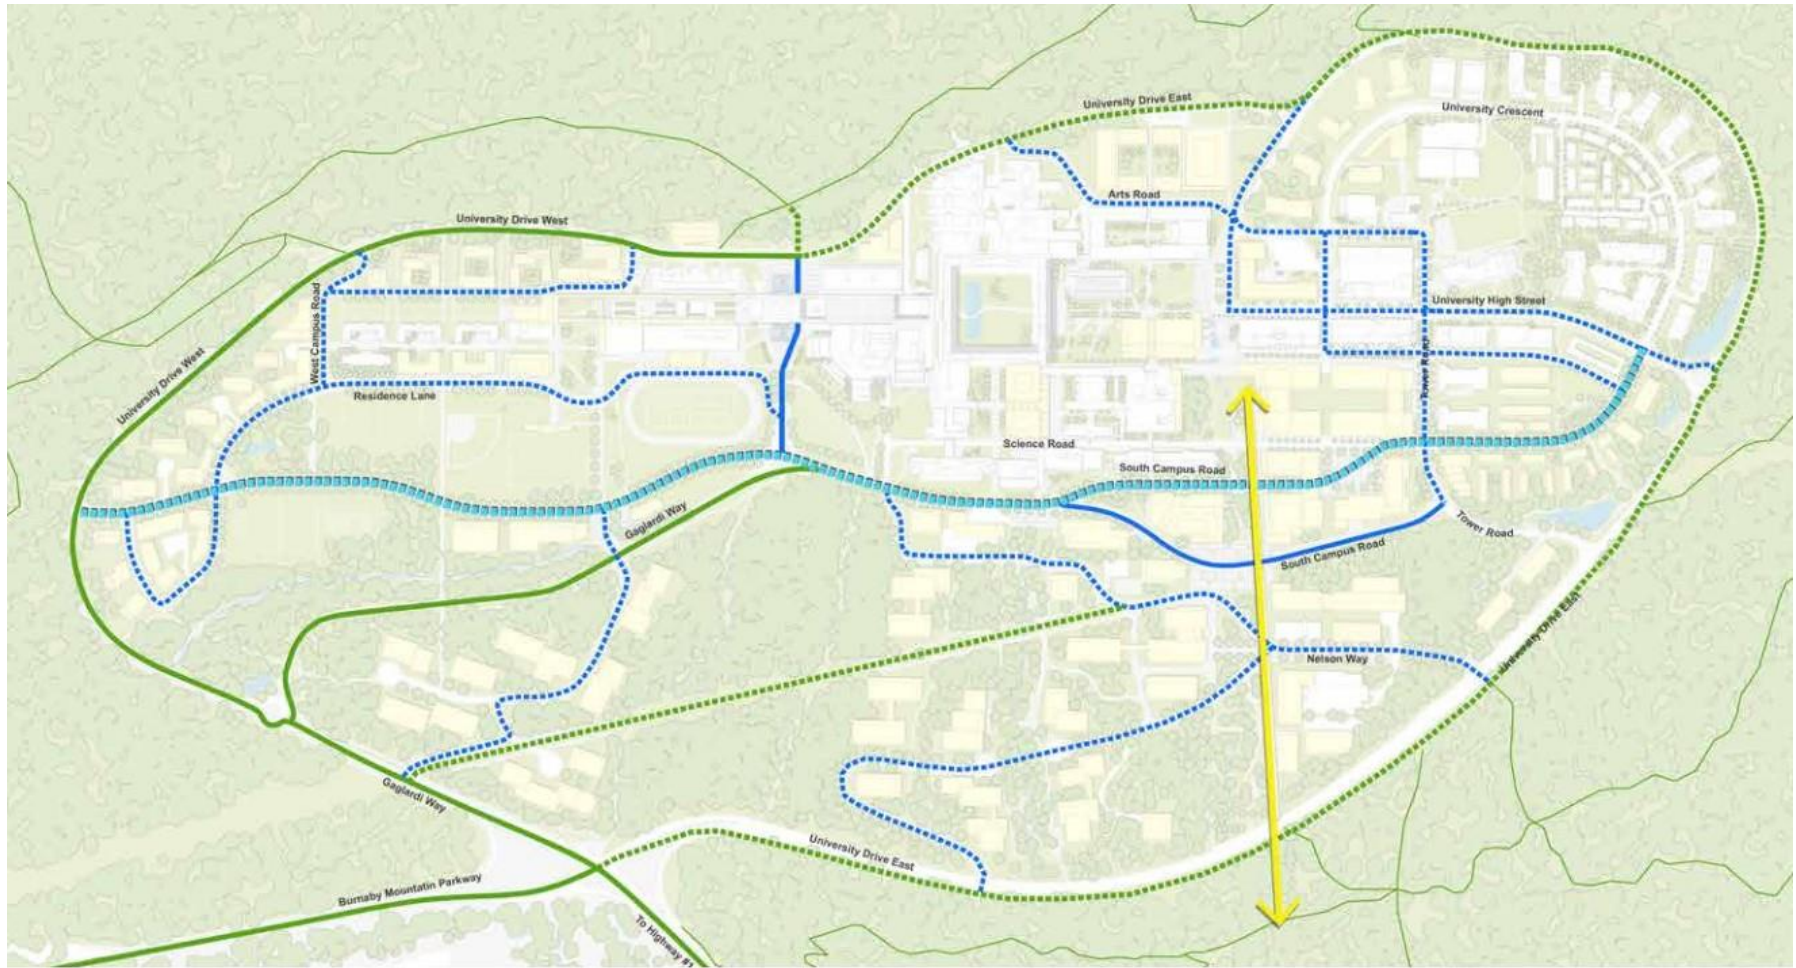 University Crescent
University Drive East
Arts Road
University Drive West
University High Street
West Campus Road
Tower Road
University Drive West
Residence Lane
Science Road
South Campus Road
Gaglardi Way
Tower Road
South Campus Road
University Drive East
Nelson Way
Gaglardi Way
University Drive East
Burnaby Mountatin Parkway
To Highway #1